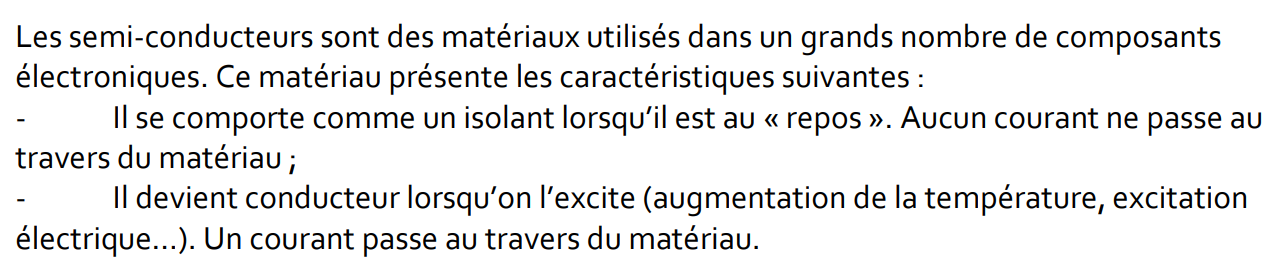 Les semi-conducteurs sont des matériaux utilisés dans un grands nombre de composants
électroniques. Ce matériau présente les caractéristiques suivantes :
- Il se comporte comme un isolant lorsqu’il est au « repos ». Aucun courant ne passe au
travers du matériau ;
- Il devient conducteur lorsqu’on l’excite (augmentation de la température, excitation
électrique…). Un courant passe au travers du matériau.